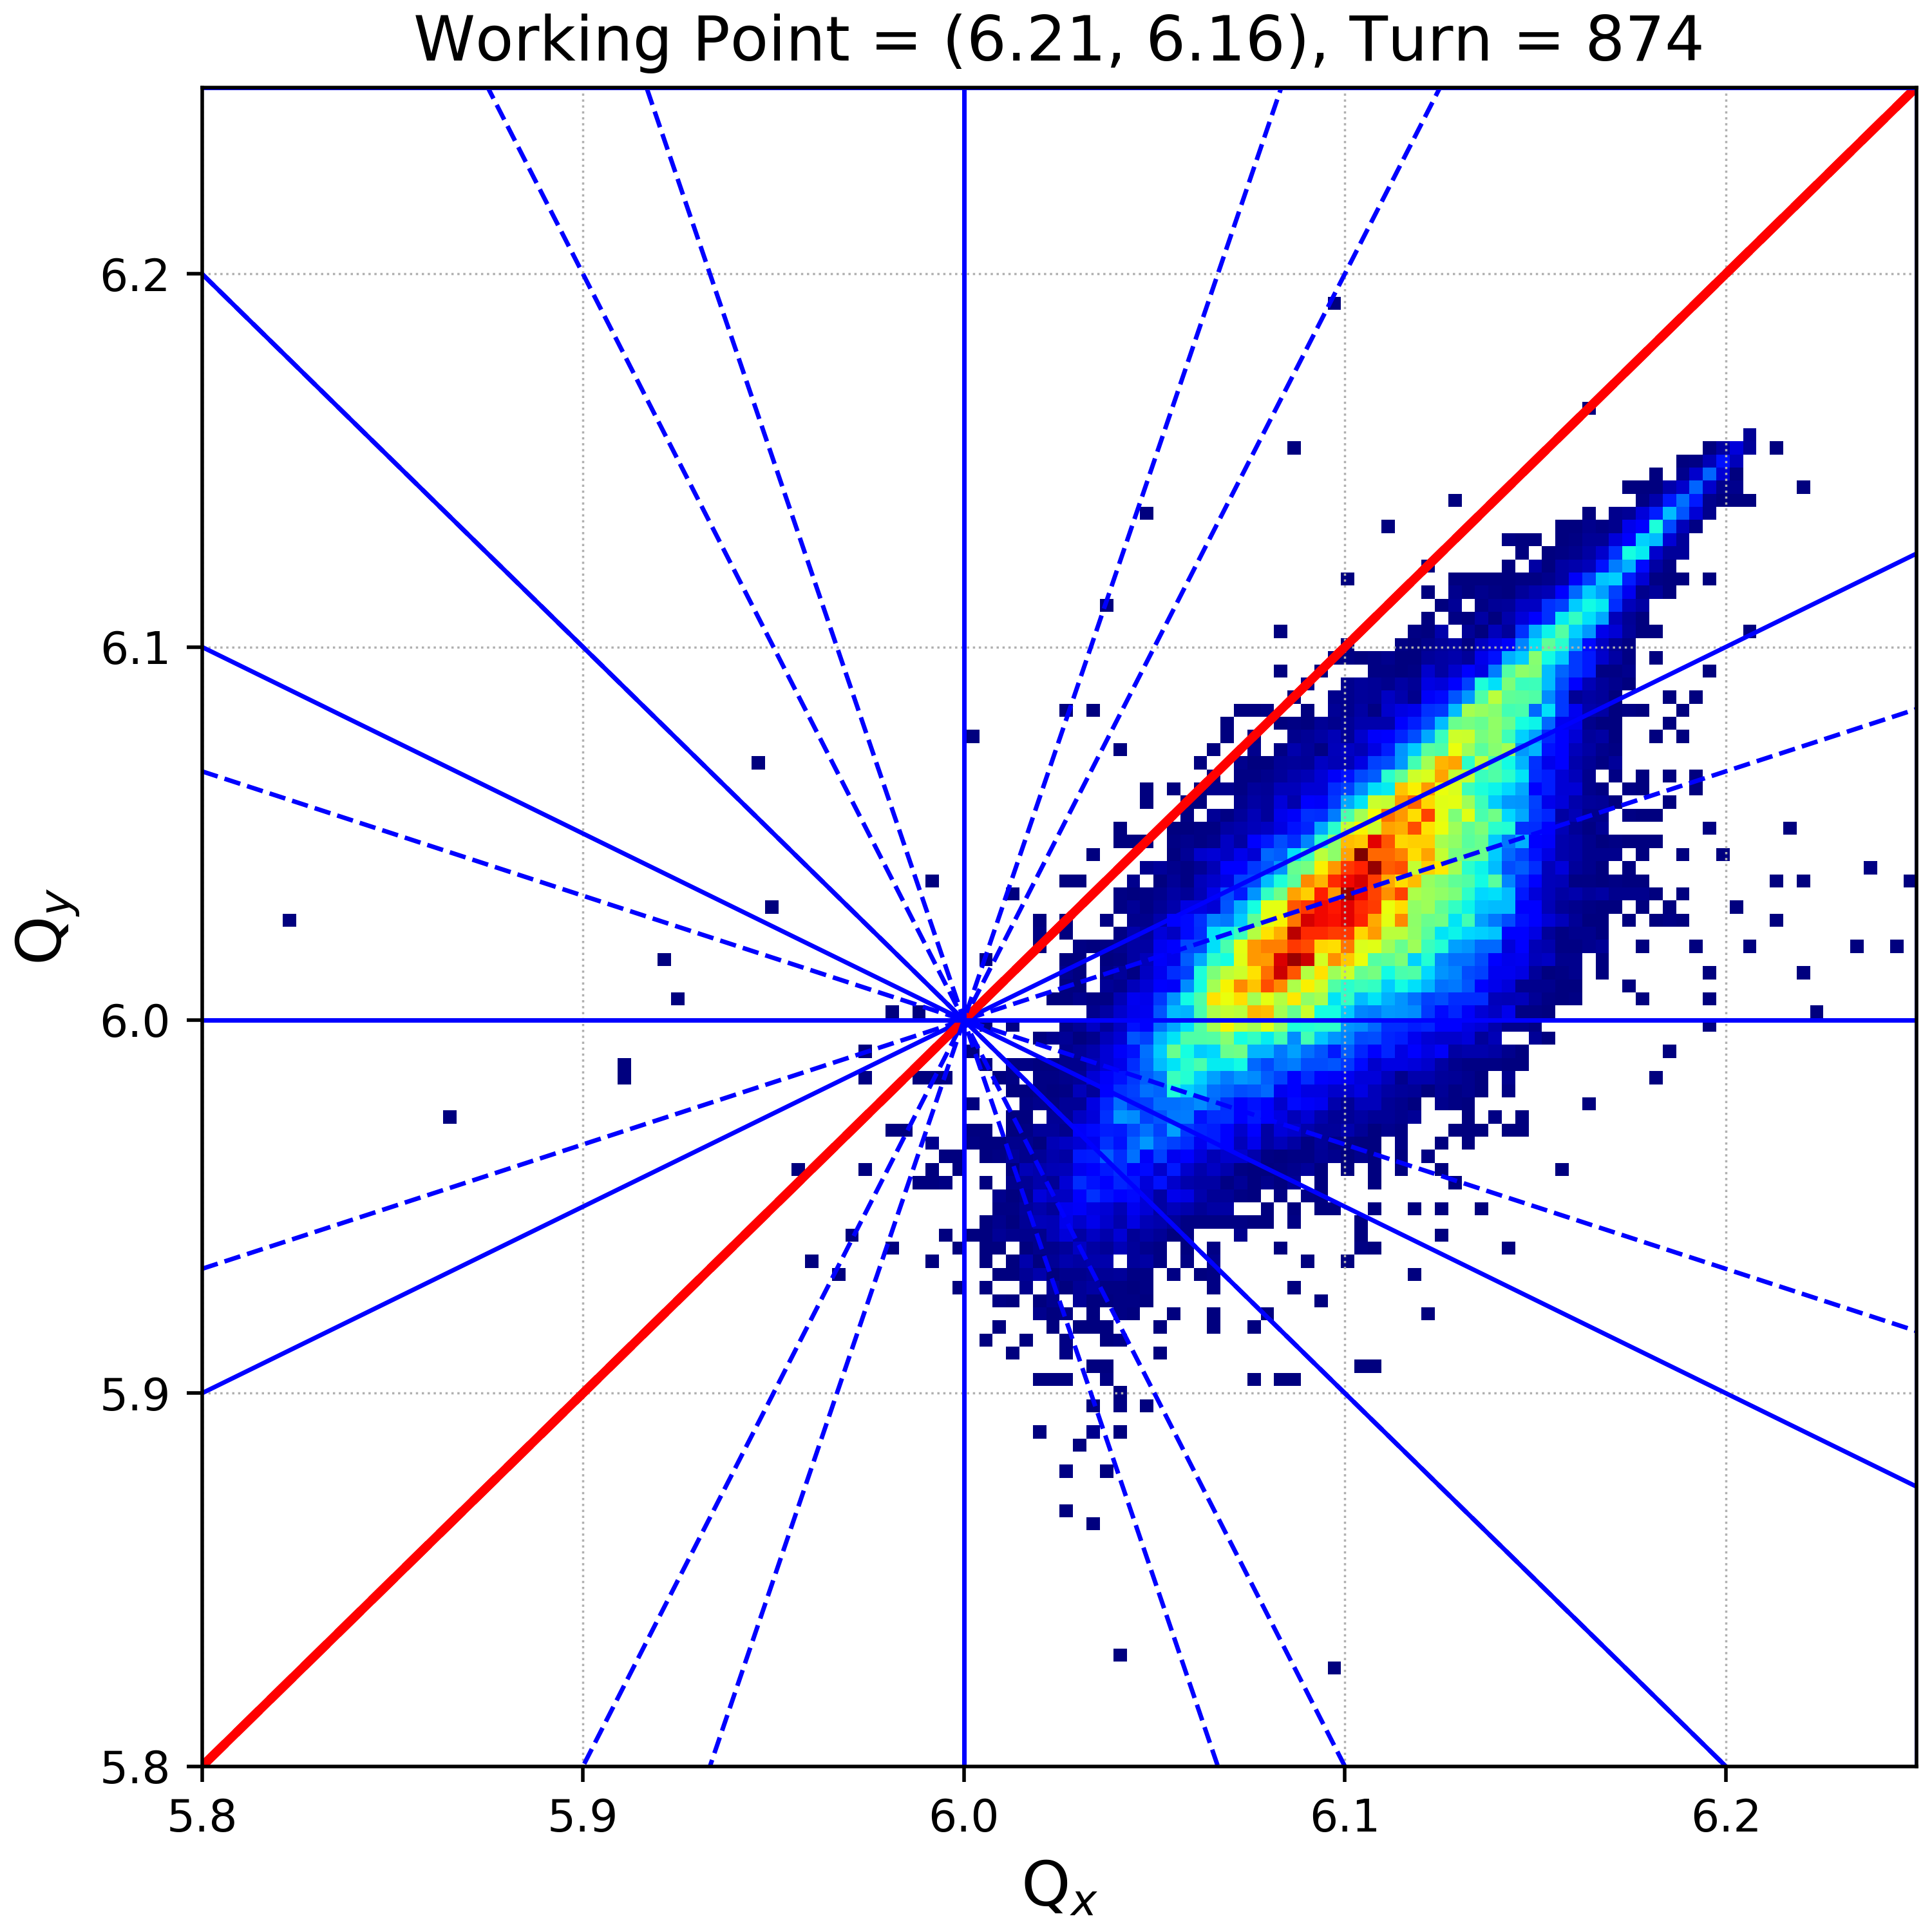 Working Point = (6.21, 6.16), Turn = 874
6.2
6.1
6.0
5.9
5.8
Qy
5.8 5.9 6.0 6.1 6.2
Qx